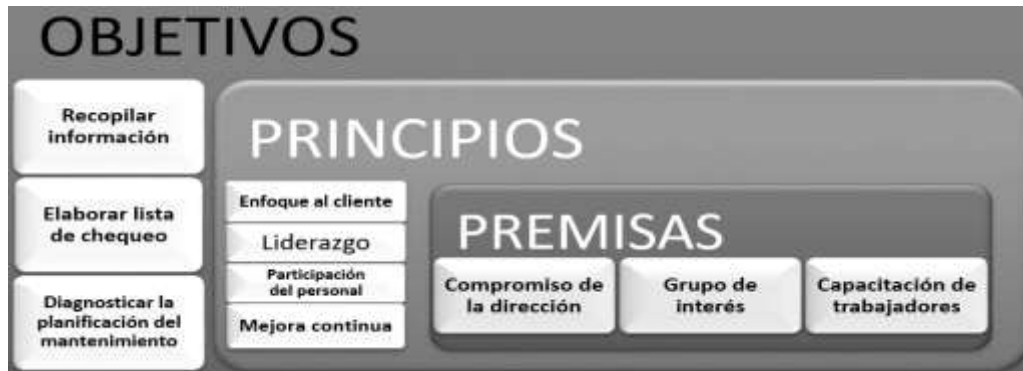 OBJETIVOS
Recopilar
información
Elaborar lista
de chequeo
Diagnosticar la
planificación del
mantenimiento
PRINCIPIOS
Enfoque al cliente
Liderazgo
Participación
del personal
Mejora continua
PREMISAS
Compromiso de
la dirección
Grupo de
interés
Capacitación de
trabajadores